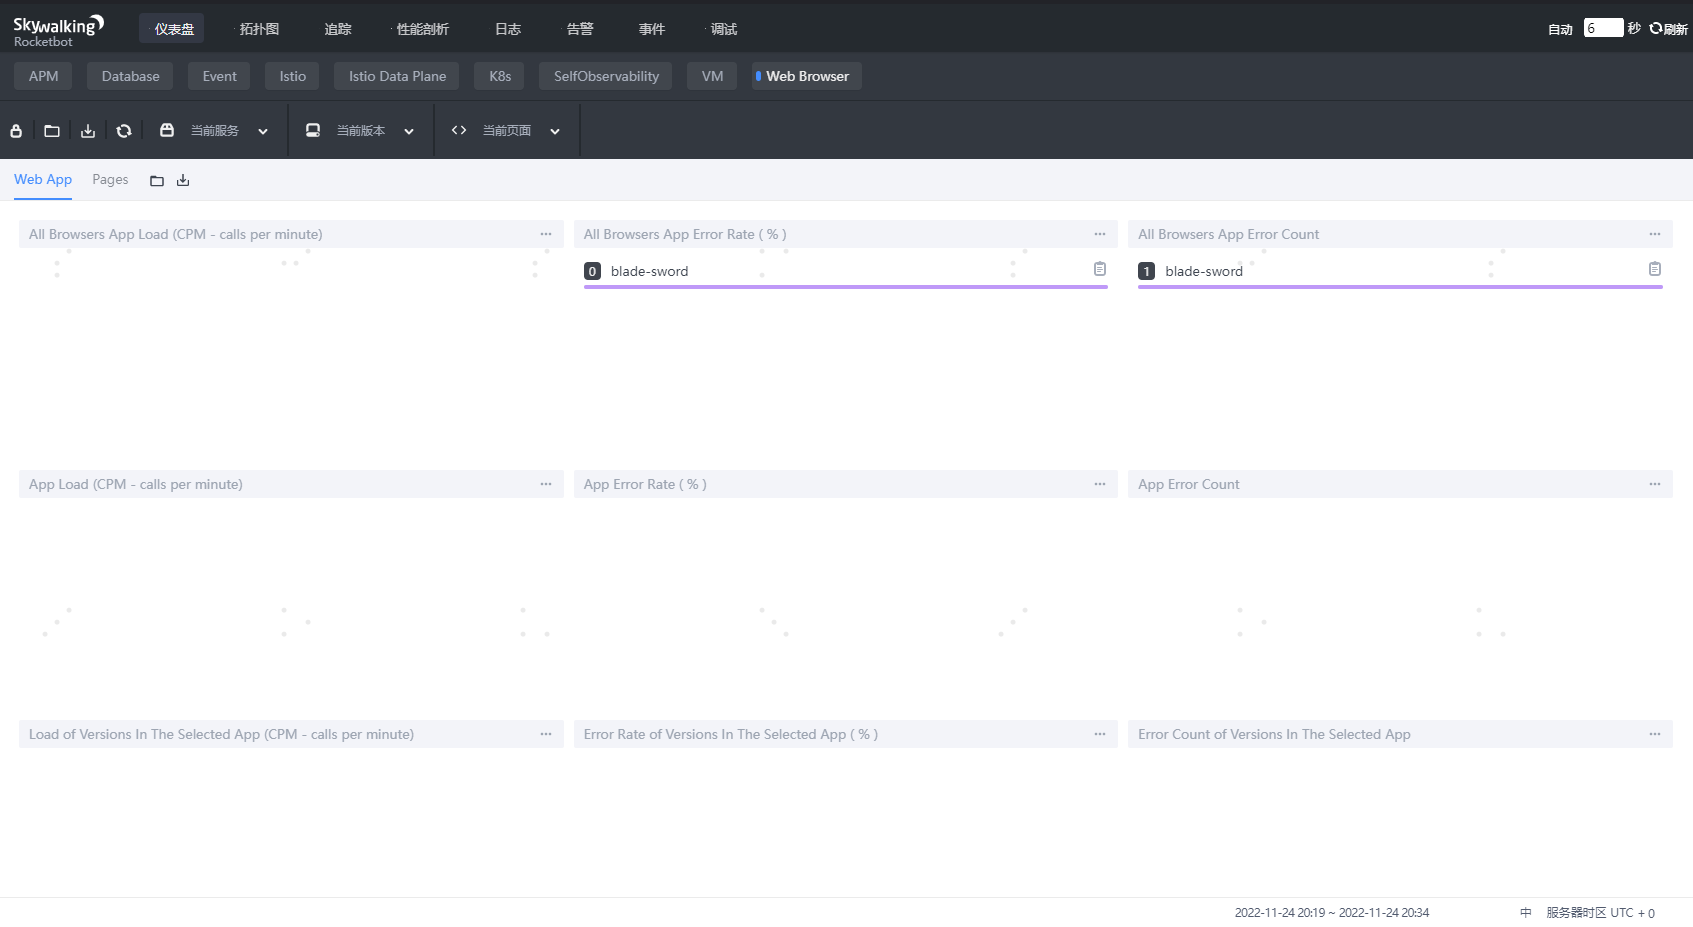 Skywalking
Rocketbot
仪表盘 拓扑图 追踪 性能剖析 日志 告警 事件 调试 自动 6 秒 刷新
APM Database Event Istio Istio Data Plane K8s SelfObservability VM Web Browser
当前服务 当前版本 当前页面
Web App Pages
All Browsers App Load (CPM - calls per minute) All Browsers App Error Rate ( % ) All Browsers App Error Count
0 blade-sword 1 blade-sword
App Load (CPM - calls per minute) App Error Rate ( % ) App Error Count
Load of Versions In The Selected App (CPM - calls per minute) Error Rate of Versions In The Selected App ( % ) Error Count of Versions In The Selected App
2022-11-24 20:19 ~ 2022-11-24 20:34 中 服务器时区 UTC + 0